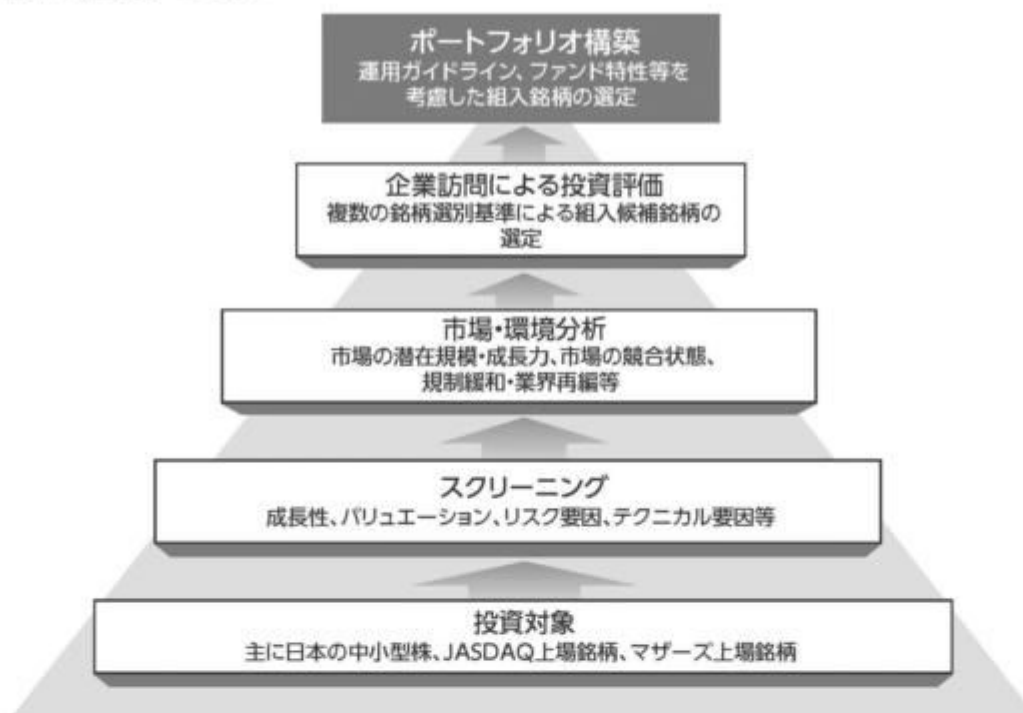 ポートフォリオ構築
運用ガイドライン、ファンド特性等を
考慮した組入銘柄の選定
企業訪問による投資評価
複数の銘柄選別基準による組入候補銘柄の
選定
市場・環境分析
市場の潜在規模・成長力、市場の競合状態、
規制緩和・業界再編等
スクリーニング
成長性、バリュエーション、リスク要因、テクニカル要因等
投資対象
主に日本の中小型株、JASDAQ上場銘柄、マザーズ上場銘柄